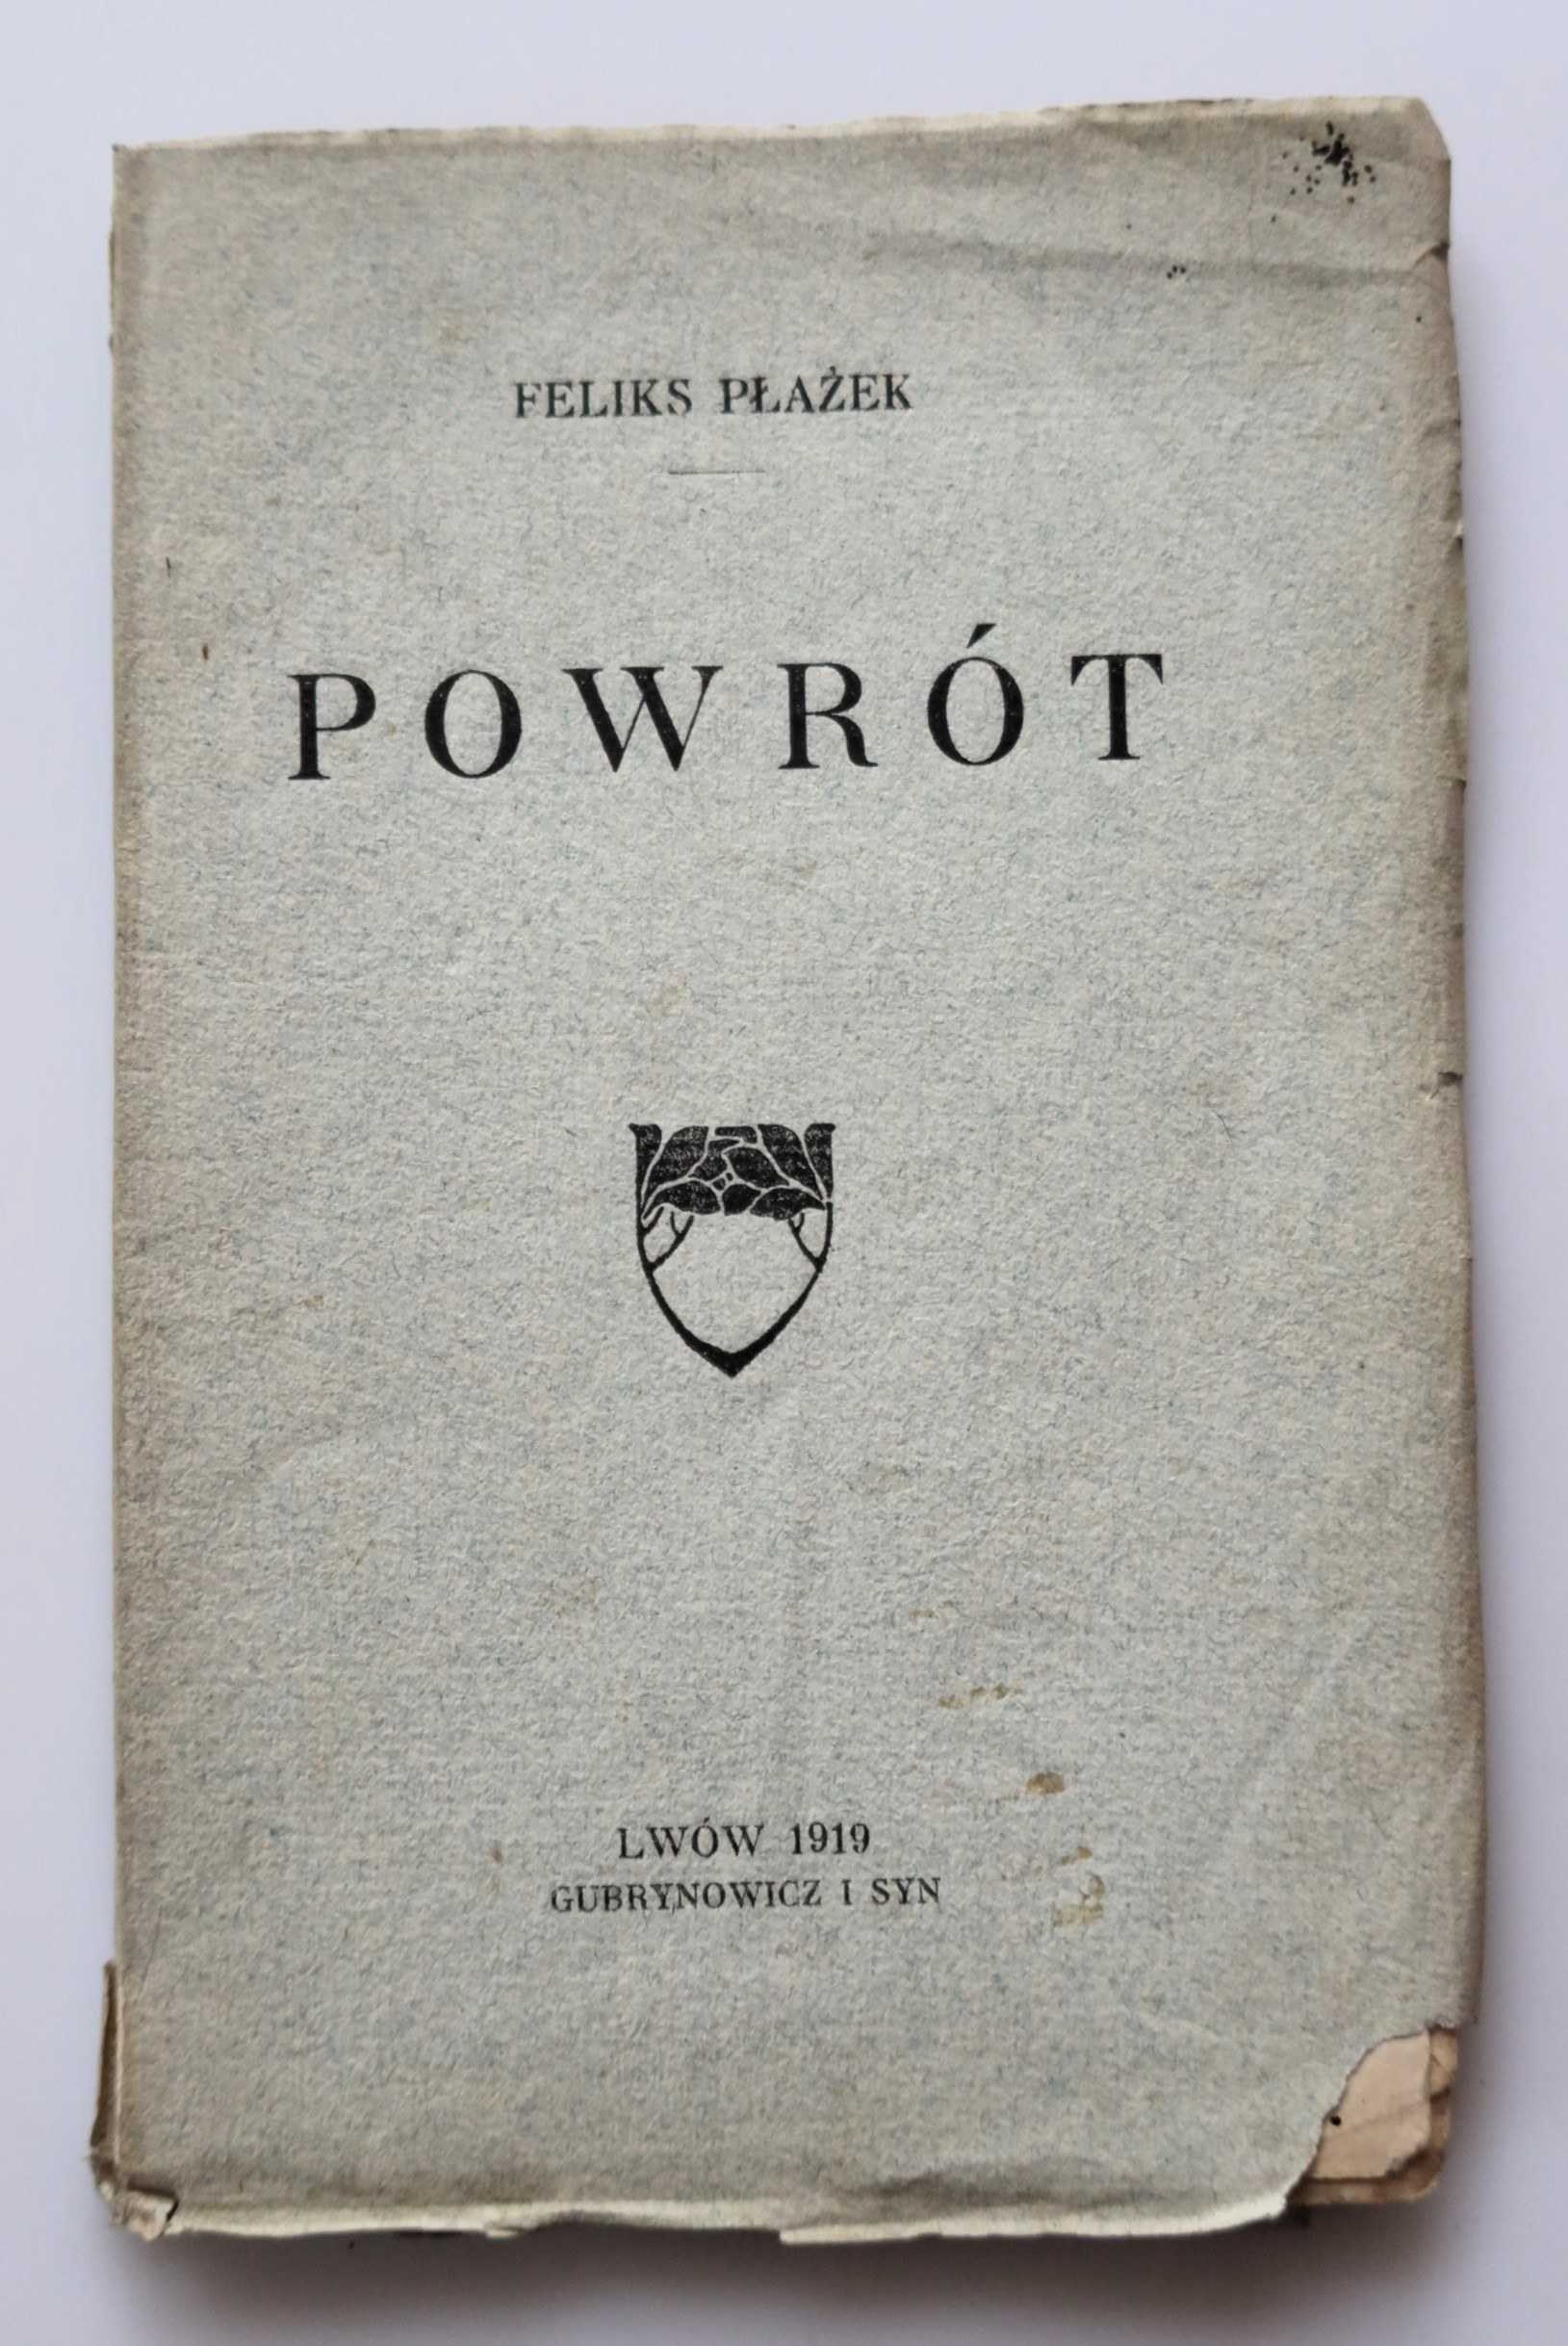 FELIKS PŁAŻEK
POWRÓT
LWÓW 1919
GUBRYNOWICZ I SYN